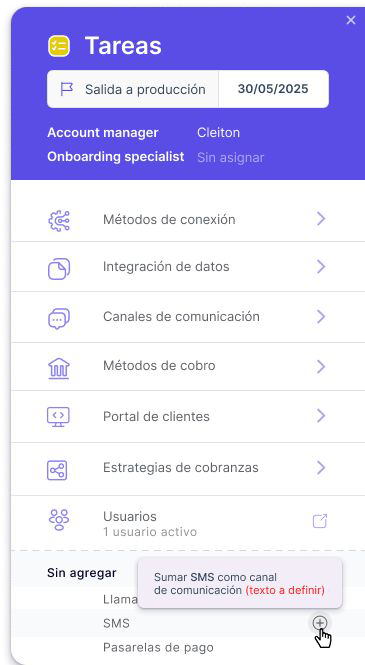 Tareas
Salida a producción 30/05/2025
Account manager Cleiton
Onboarding specialist Sin asignar
Métodos de conexión
Integración de datos
Canales de comunicación
Métodos de cobro
Portal de clientes
Estrategias de cobranzas
Usuarios
1 usuario activo
Sin agregar
Sumar SMS como canal
de comunicación (texto a definir)
Llama
SMS
Pasarelas de pago